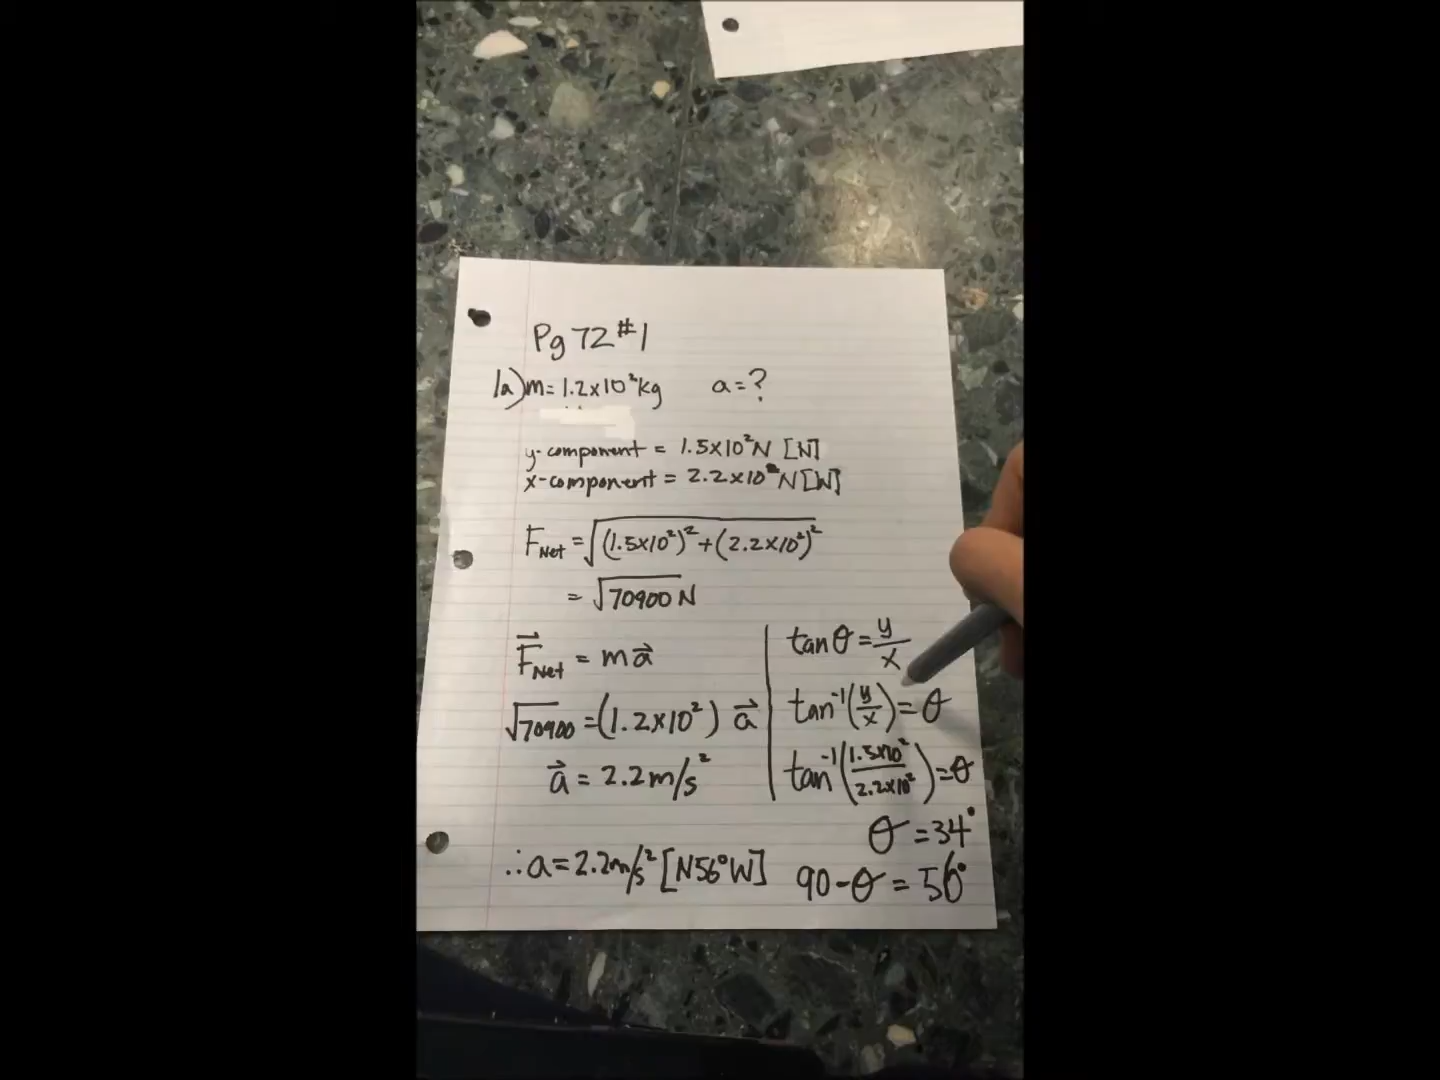 Pg 72 #1
1a) m= 1.2x10²kg a=?
y-component = 1.5x10²N [N]
x-component = 2.2x10²N [W]
F_Net = √(1.5x10²)²+(2.2x10²)²
= √70900 N
F⃗_Net = ma⃗
√70900 =(1.2x10²) a⃗
a⃗ = 2.2m/s²
∴a=2.2m/s² [N56°W]
tanθ = y/x
tan⁻¹(y/x)=θ
tan⁻¹(1.5x10²/2.2x10²)=θ
θ =34°
90-θ = 56°